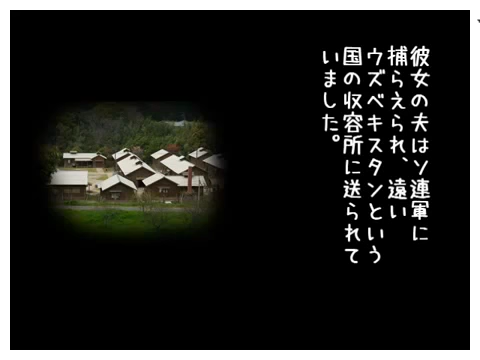 彼女の夫はソ連軍に
捕らえられ、遠い
ウズベキスタンという
国の収容所に送られて
いました。